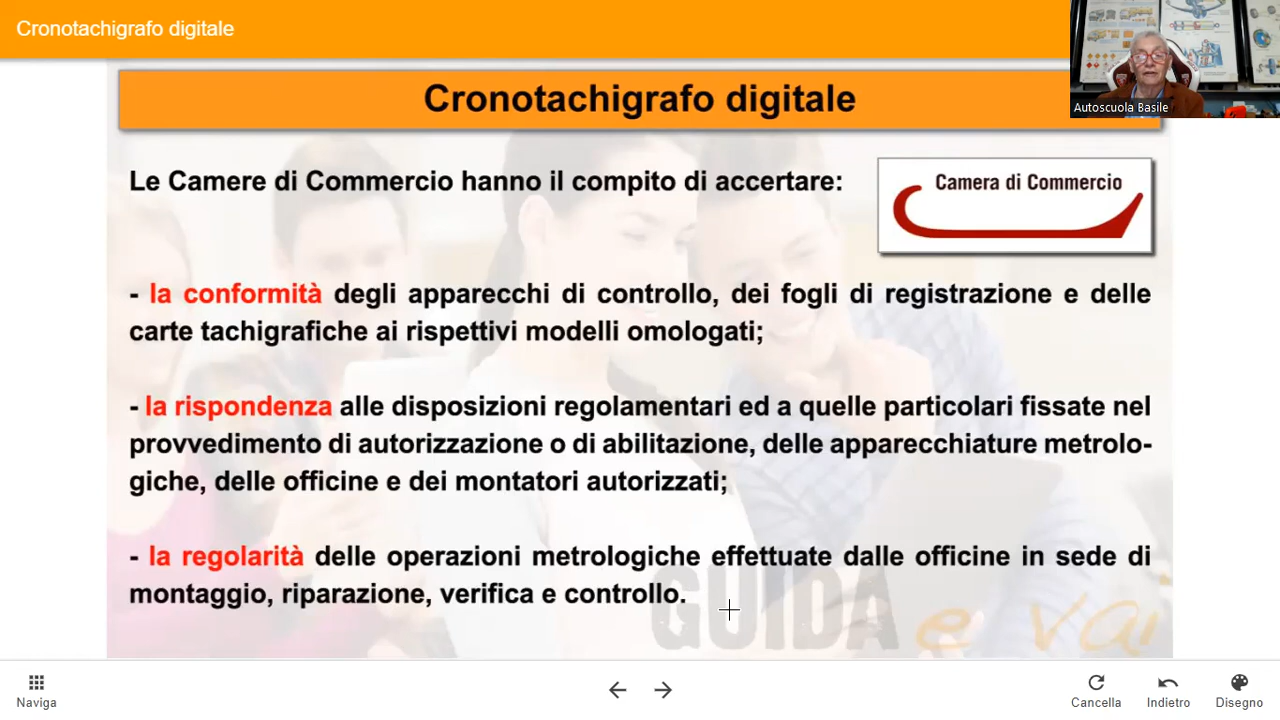 Cronotachigrafo digitale
Autoscuola Basile
Cronotachigrafo digitale
Le Camere di Commercio hanno il compito di accertare:
Camera di Commercio
- la conformità degli apparecchi di controllo, dei fogli di registrazione e delle
carte tachigrafiche ai rispettivi modelli omologati;
- la rispondenza alle disposizioni regolamentari ed a quelle particolari fissate nel
provvedimento di autorizzazione o di abilitazione, delle apparecchiature metrolo-
giche, delle officine e dei montatori autorizzati;
- la regolarità delle operazioni metrologiche effettuate dalle officine in sede di
montaggio, riparazione, verifica e controllo.
GUIDA e vai
Naviga
Cancella
Indietro
Disegno